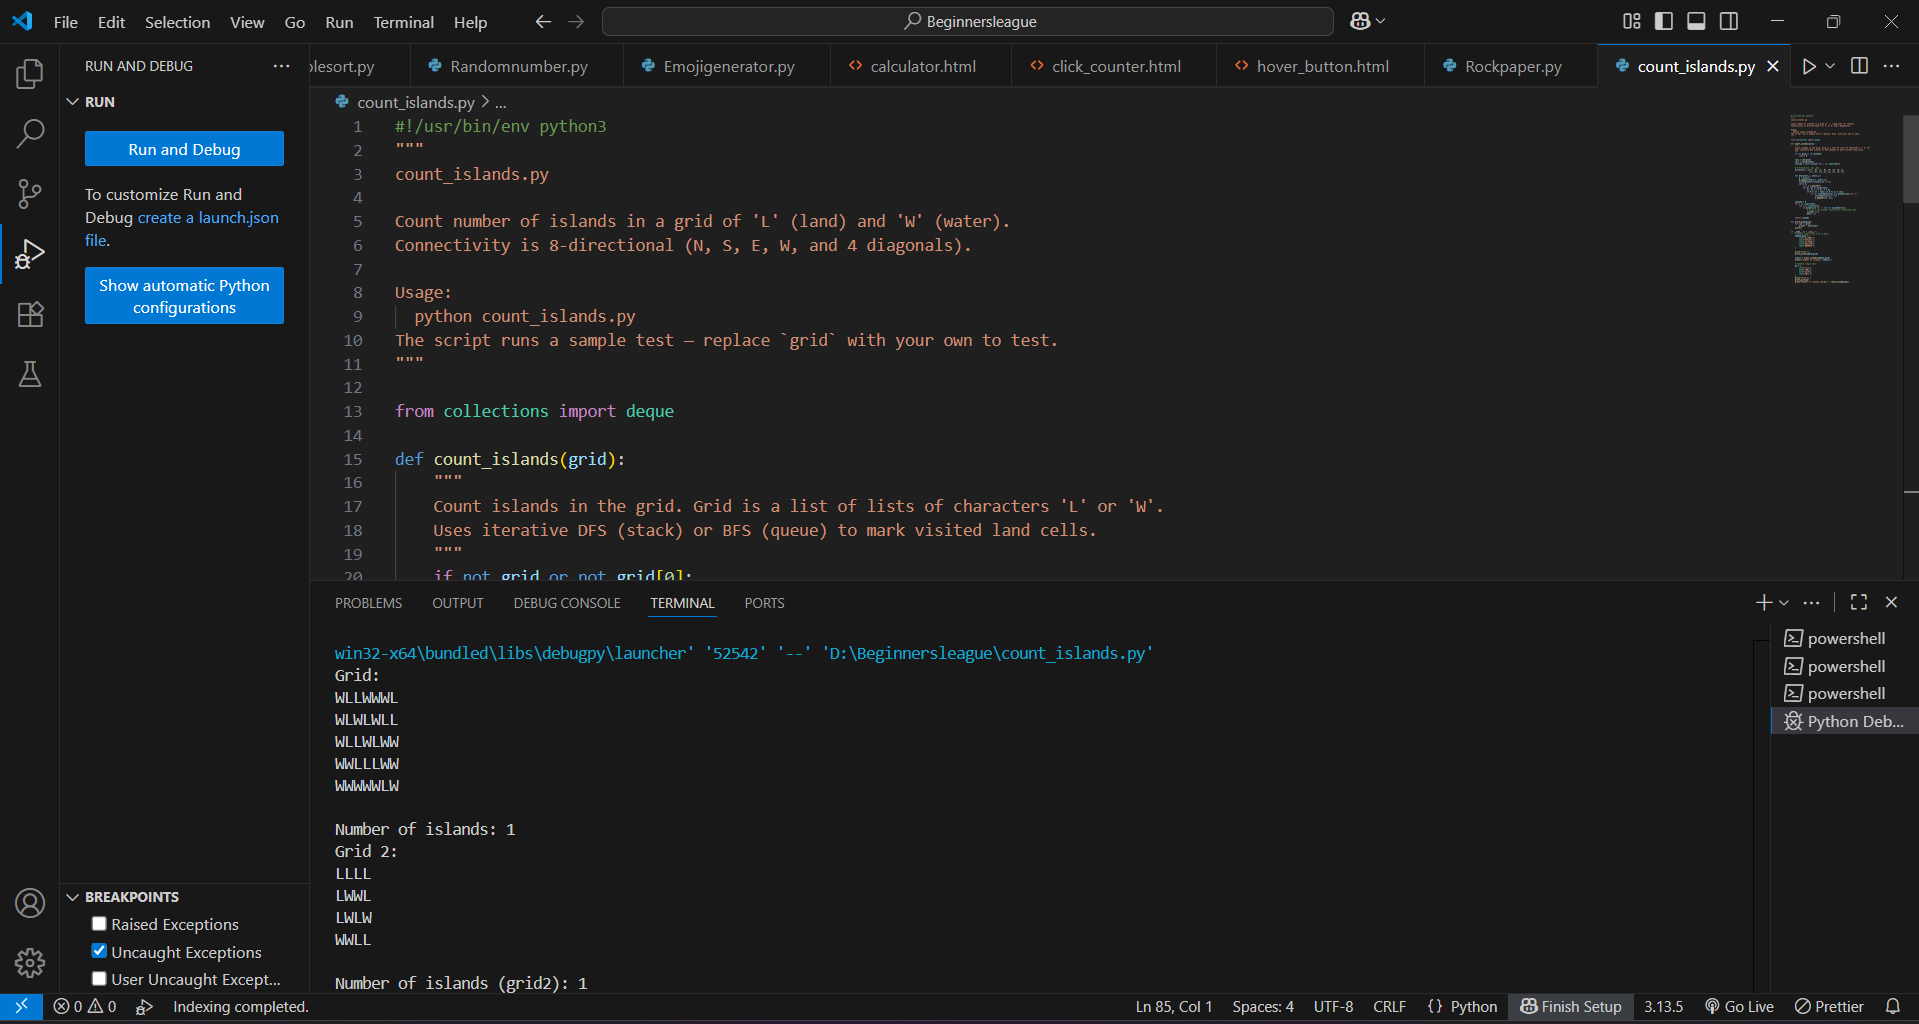 File Edit Selection View Go Run Terminal Help
Beginnersleague
RUN AND DEBUG
RUN
Run and Debug
To customize Run and
Debug create a launch.json
file.
Show automatic Python
configurations
BREAKPOINTS
Raised Exceptions
Uncaught Exceptions
User Uncaught Except...
blesort.py Randomnumber.py Emojigenerator.py calculator.html click_counter.html hover_button.html Rockpaper.py count_islands.py
count_islands.py > ...
1 #!/usr/bin/env python3
2 """
3 count_islands.py
4
5 Count number of islands in a grid of 'L' (land) and 'W' (water).
6 Connectivity is 8-directional (N, S, E, W, and 4 diagonals).
7
8 Usage:
9 python count_islands.py
10 The script runs a sample test — replace `grid` with your own to test.
11 """
12
13 from collections import deque
14
15 def count_islands(grid):
16 """
17 Count islands in the grid. Grid is a list of lists of characters 'L' or 'W'.
18 Uses iterative DFS (stack) or BFS (queue) to mark visited land cells.
19 """
20 if not grid or not grid[0]:
PROBLEMS OUTPUT DEBUG CONSOLE TERMINAL PORTS
win32-x64\bundled\libs\debugpy\launcher' '52542' '--' 'D:\Beginnersleague\count_islands.py'
Grid:
WLLWWWL
WLWLWLL
WLLWLWW
WWLLLWW
WWWWWLW
Number of islands: 1
Grid 2:
LLLL
LWWL
LWLW
WWLL
Number of islands (grid2): 1
powershell
powershell
powershell
Python Deb...
0 0 Indexing completed. Ln 85, Col 1 Spaces: 4 UTF-8 CRLF {} Python Finish Setup 3.13.5 Go Live Prettier